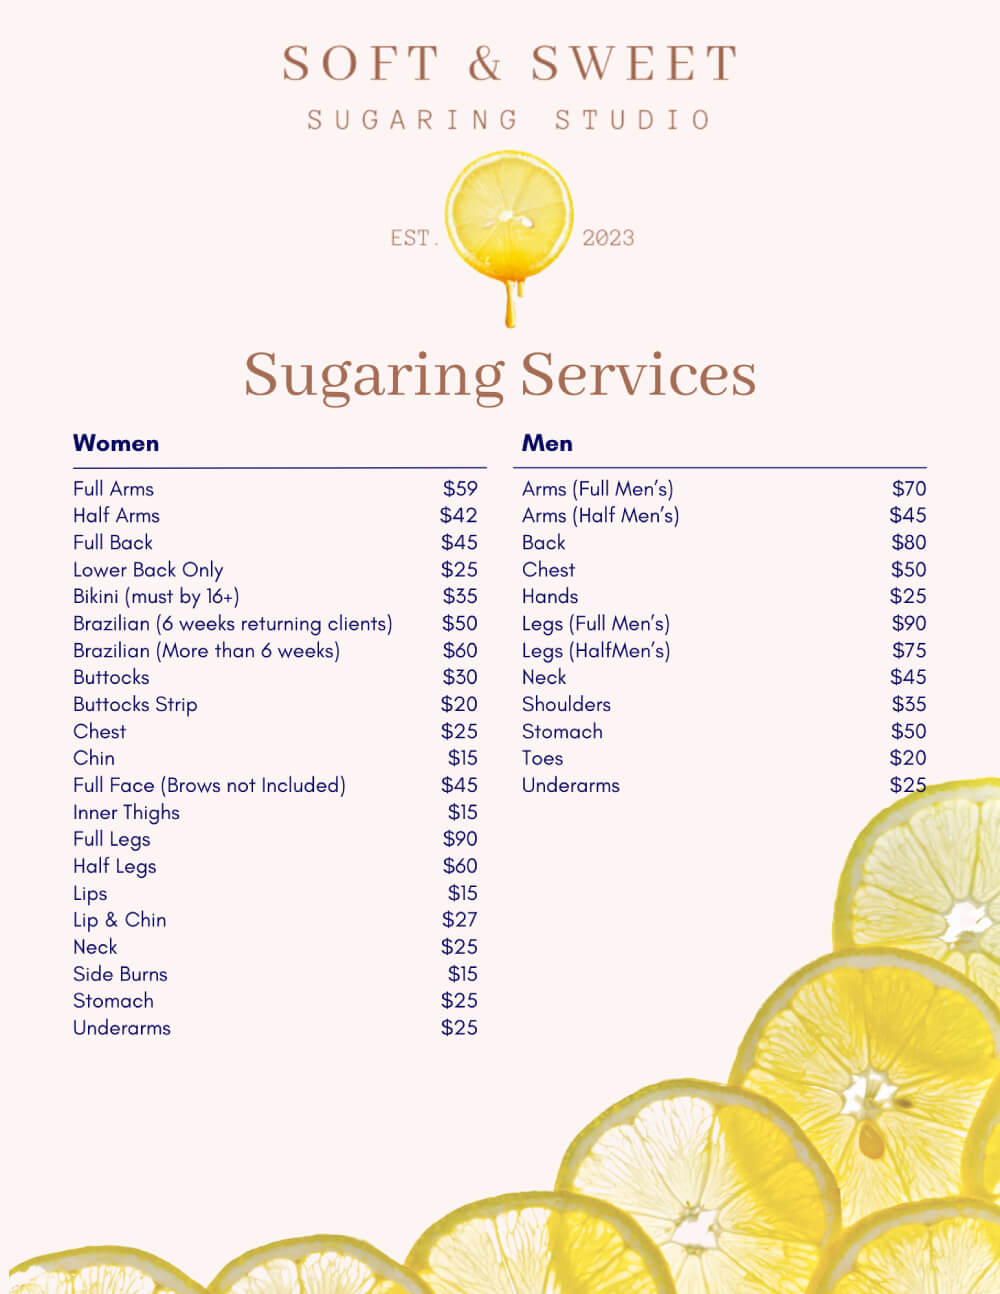 SOFT & SWEET
SUGARING STUDIO
EST. 2023
Sugaring Services
Women
Full Arms $59
Half Arms $42
Full Back $45
Lower Back Only $25
Bikini (must by 16+) $35
Brazilian (6 weeks returning clients) $50
Brazilian (More than 6 weeks) $60
Buttocks $30
Buttocks Strip $20
Chest $25
Chin $15
Full Face (Brows not Included) $45
Inner Thighs $15
Full Legs $90
Half Legs $60
Lips $15
Lip & Chin $27
Neck $25
Side Burns $15
Stomach $25
Underarms $25
Men
Arms (Full Men’s) $70
Arms (Half Men’s) $45
Back $80
Chest $50
Hands $25
Legs (Full Men’s) $90
Legs (HalfMen’s) $75
Neck $45
Shoulders $35
Stomach $50
Toes $20
Underarms $25